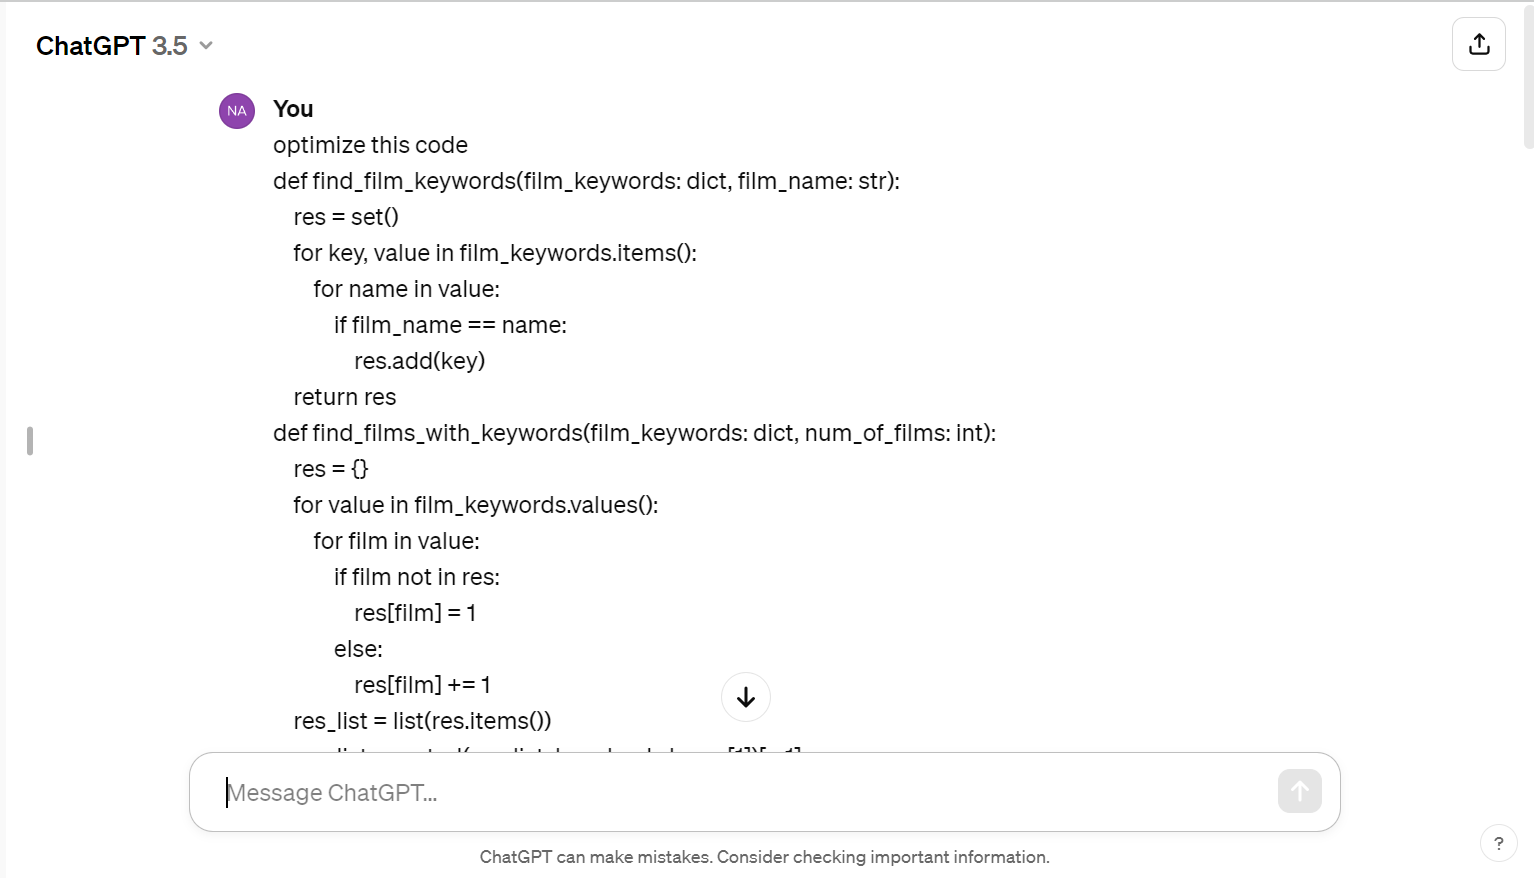 ChatGPT 3.5
NA
You
optimize this code
def find_film_keywords(film_keywords: dict, film_name: str):
    res = set()
    for key, value in film_keywords.items():
        for name in value:
            if film_name == name:
                res.add(key)
    return res
def find_films_with_keywords(film_keywords: dict, num_of_films: int):
    res = {}
    for value in film_keywords.values():
        for film in value:
            if film not in res:
                res[film] = 1
            else:
                res[film] += 1
    res_list = list(res.items())
Message ChatGPT...
ChatGPT can make mistakes. Consider checking important information.
?